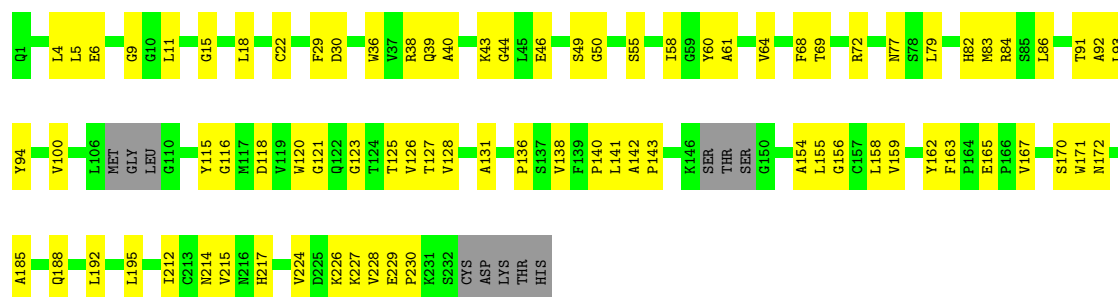 Q1 L4 L5 E6 G9 G10 L11 G15 L18 C22 F29 D30 W36 V37 R38 Q39 A40 K43 G44 L45 E46 S49 G50 S55 I58 G59 Y60 A61 V64 F68 T69 R72 N77 S78 L79 H82 M83 R84 S85 L86 T91 A92
Y94 V100 L106 MET GLY LEU G110 Y115 G116 M117 D118 V119 W120 G121 Q122 G123 T124 T125 V126 T127 V128 A131 P136 S137 V138 F139 P140 L141 A142 P143 K146 SER THR SER G150 A154 L155 G156 C157 L158 V159 Y162 F163 P164 E165 P166 V167 S170 W171 N172
A185 Q188 L192 L195 I212 C213 N214 V215 N216 H217 V224 D225 K226 K227 V228 E229 P230 K231 S232 CYS ASP LYS THR HIS